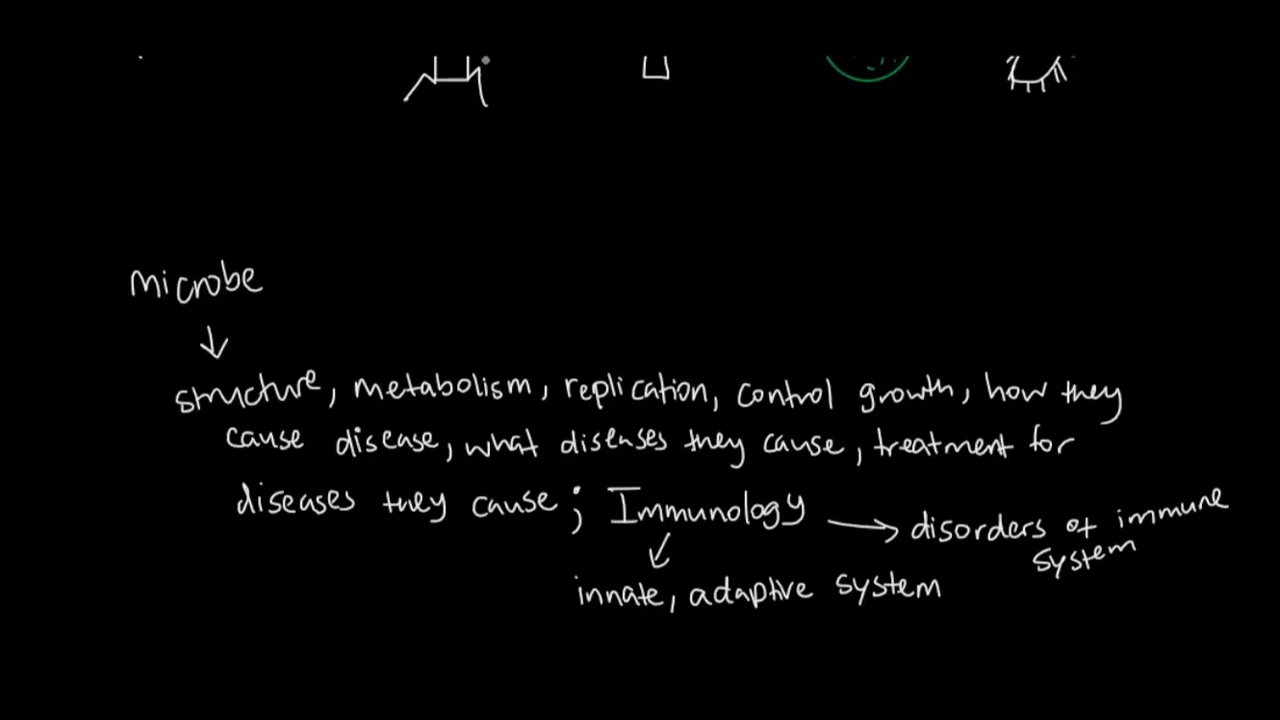 Microbe
structure, metabolism, replication, control growth, how they
cause disease, what diseases they cause, treatment for
diseases they cause; Immunology → disorders of immune
system
innate, adaptive system